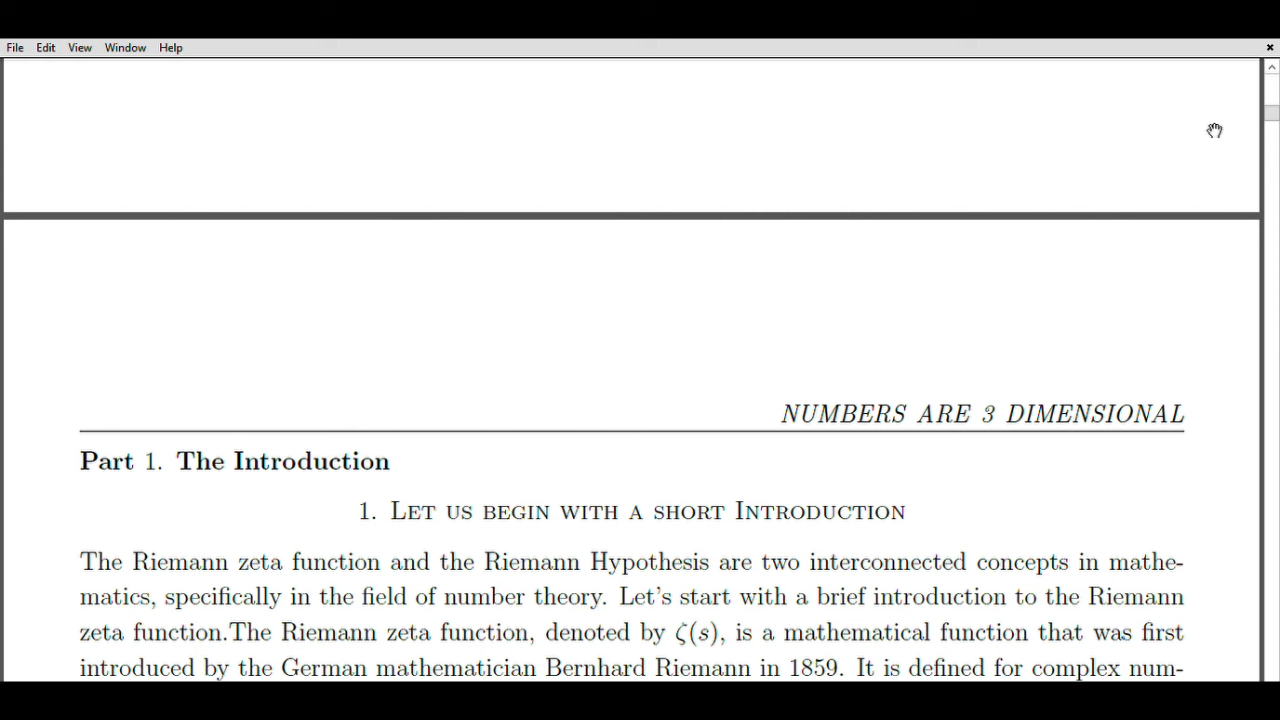 File Edit View Window Help
NUMBERS ARE 3 DIMENSIONAL
Part 1. The Introduction
1. LET US BEGIN WITH A SHORT INTRODUCTION
The Riemann zeta function and the Riemann Hypothesis are two interconnected concepts in mathe-
matics, specifically in the field of number theory. Let's start with a brief introduction to the Riemann
zeta function.The Riemann zeta function, denoted by ζ(s), is a mathematical function that was first
introduced by the German mathematician Bernhard Riemann in 1859. It is defined for complex num-